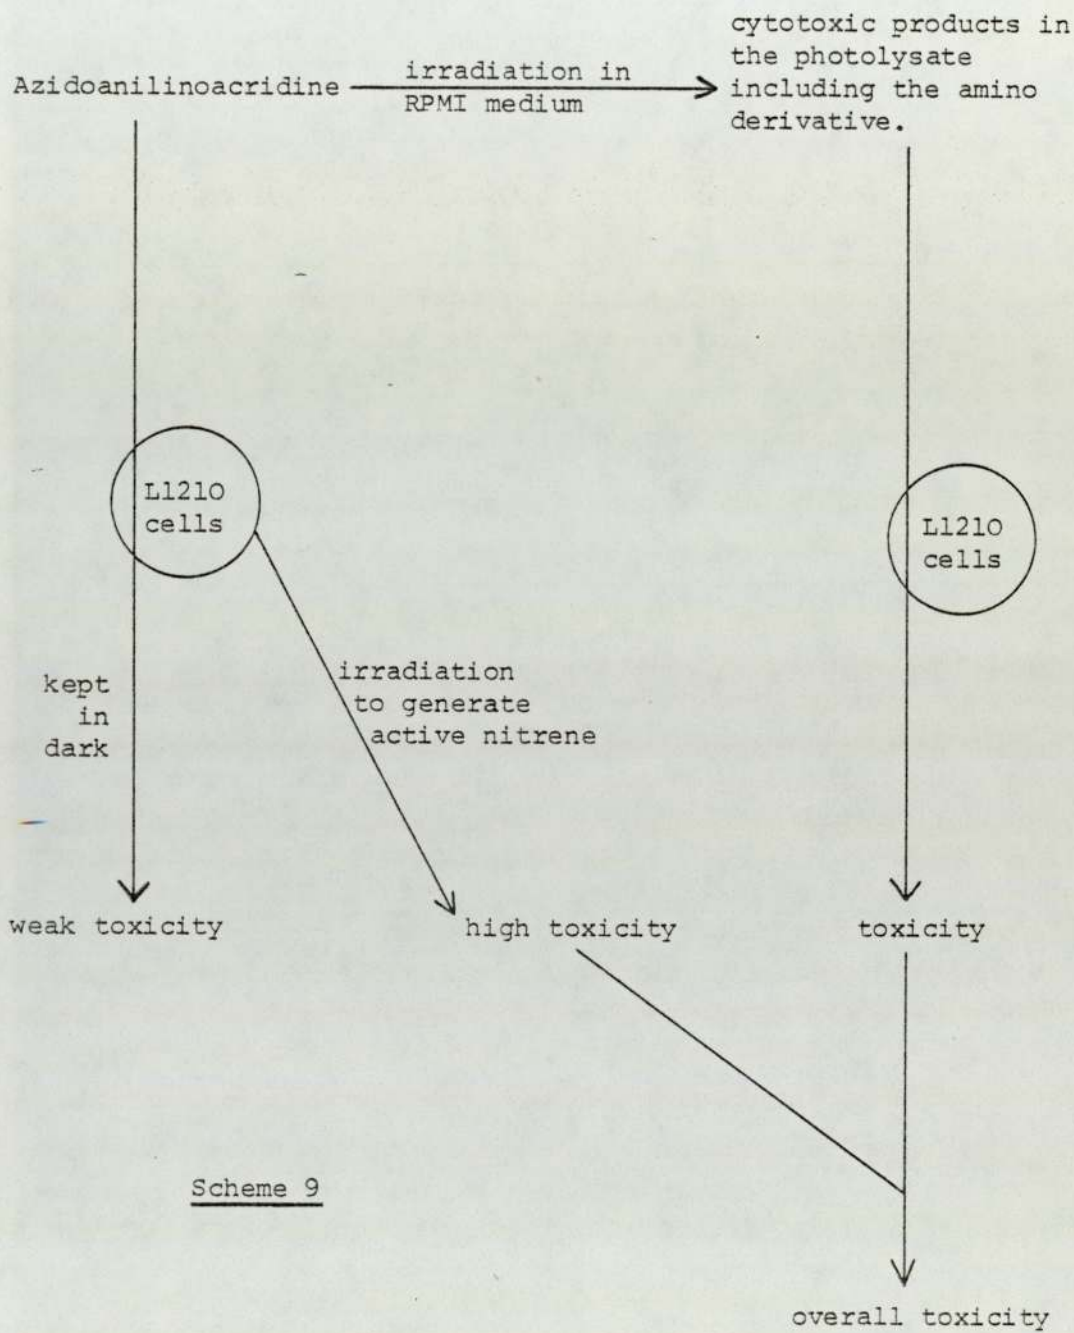 cytotoxic products in
the photolysate
including the amino
derivative.
Azidoanilinoacridine
irradiation in
RPMI medium
L1210
cells
L1210
cells
kept
in
dark
irradiation
to generate
active nitrene
weak toxicity
high toxicity
toxicity
Scheme 9
overall toxicity